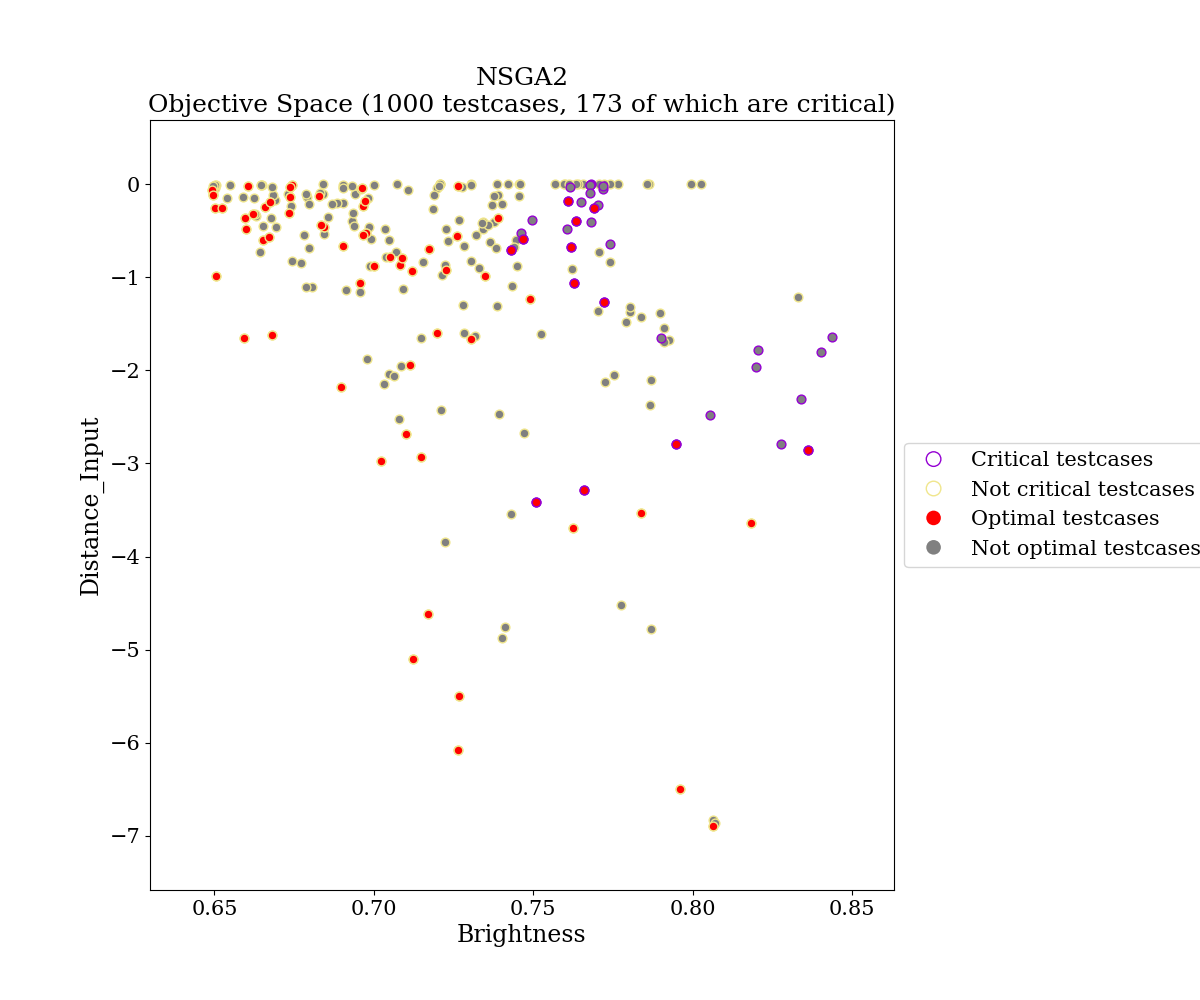 NSGA2
Objective Space (1000 testcases, 173 of which are critical)
0
−1
−2
−3
−4
−5
−6
−7
Distance_Input
0.65 0.70 0.75 0.80 0.85
Brightness
Critical testcases
Not critical testcases
Optimal testcases
Not optimal testcases